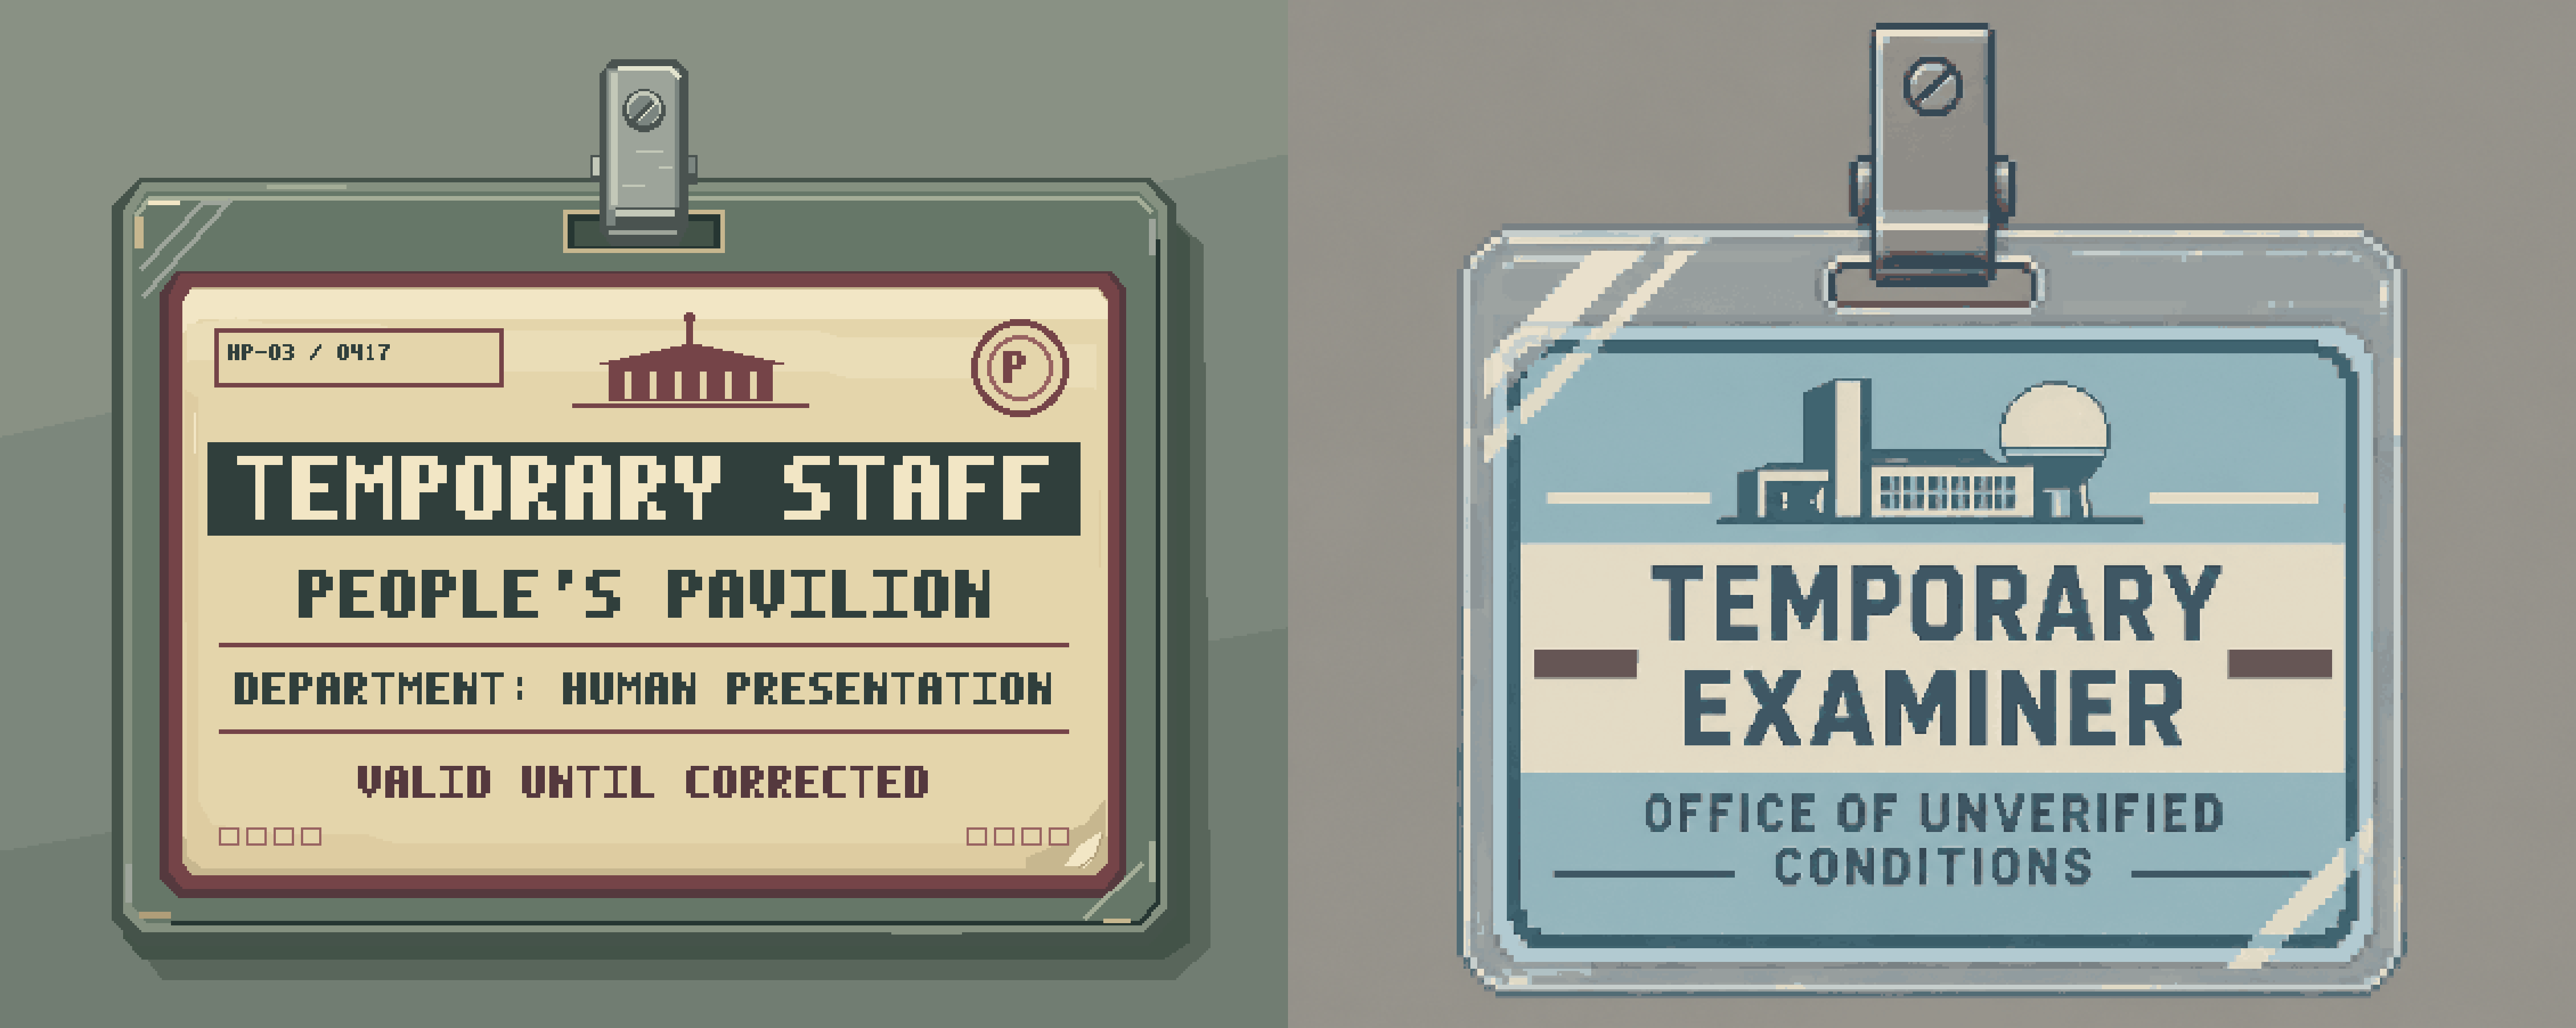 HP-03 / 0417
P
TEMPORARY STAFF
PEOPLE'S PAVILION
DEPARTMENT: HUMAN PRESENTATION
VALID UNTIL CORRECTED
TEMPORARY
EXAMINER
OFFICE OF UNVERIFIED
CONDITIONS